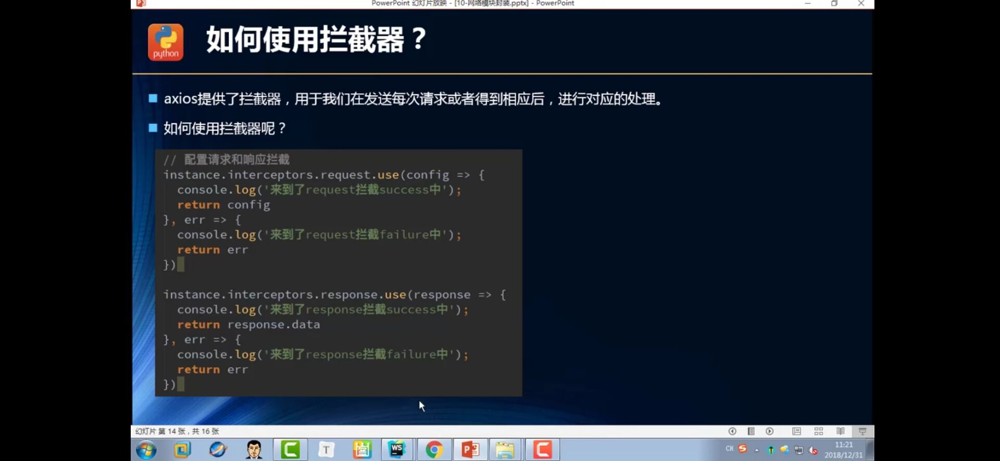 PowerPoint 幻灯片放映 - [10-网络模块封装.pptx] - PowerPoint
python
如何使用拦截器？
axios提供了拦截器，用于我们在发送每次请求或者得到相应后，进行对应的处理。
如何使用拦截器呢？
// 配置请求和响应拦截
instance.interceptors.request.use(config => {
console.log('来到了request拦截success中');
return config
}, err => {
console.log('来到了request拦截failure中');
return err
})
instance.interceptors.response.use(response => {
console.log('来到了response拦截success中');
return response.data
}, err => {
console.log('来到了response拦截failure中');
return err
})
幻灯片 第 14 张，共 16 张
T
WS
CH
11:21
2018/12/31